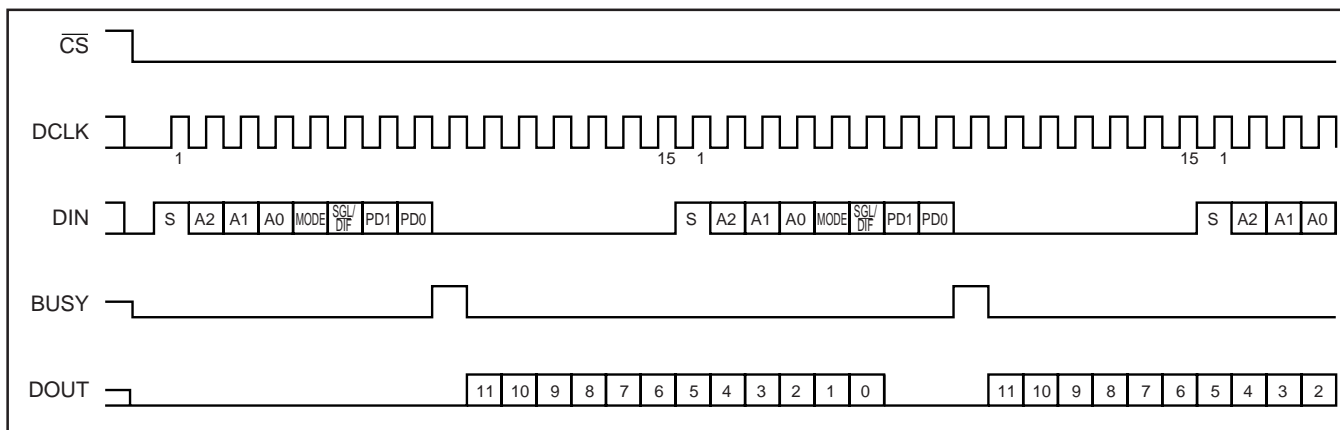 CS
DCLK
1 15 1 15 1
DIN
S A2 A1 A0 MODE SGL/DIF PD1 PD0 S A2 A1 A0 MODE SGL/DIF PD1 PD0 S A2 A1 A0
BUSY
DOUT
11 10 9 8 7 6 5 4 3 2 1 0 11 10 9 8 7 6 5 4 3 2